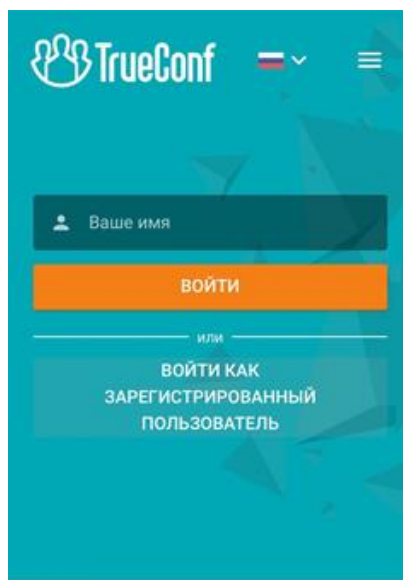 TrueConf
Ваше имя
ВОЙТИ
или
ВОЙТИ КАК
ЗАРЕГИСТРИРОВАННЫЙ
ПОЛЬЗОВАТЕЛЬ